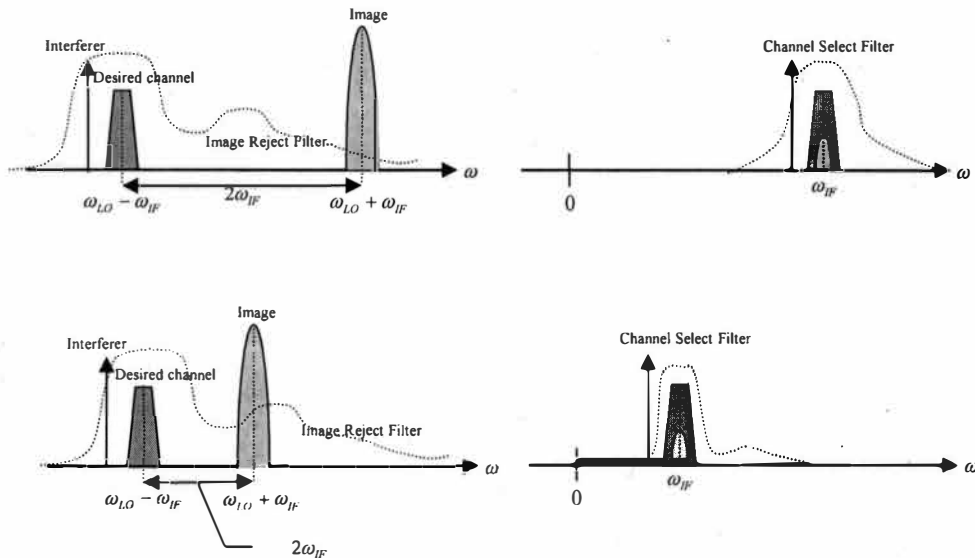 Image
Interferer
Desired channel
Image Reject Pilter
ω
2ω_IF
ω_LO − ω_IF
ω_LO + ω_IF
Channel Select Filter
ω
0
ω_IF
Image
Interferer
Desired channel
Image Reject Filter
ω
ω_LO − ω_IF
ω_LO + ω_IF
2ω_IF
Channel Select Filter
ω
0
ω_IF